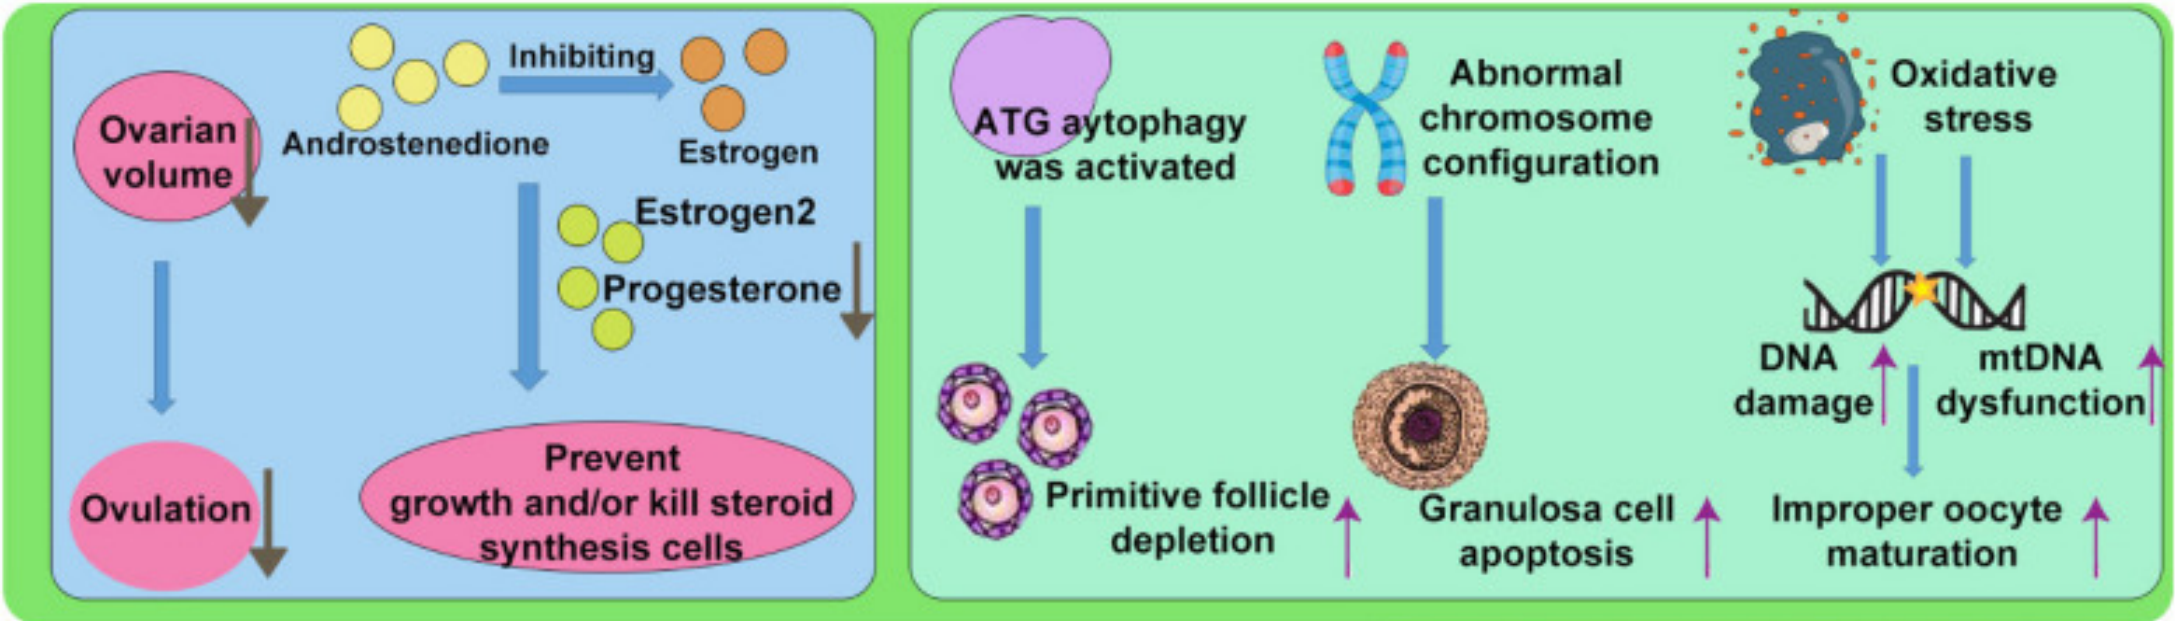 Ovarian
volume
Ovulation
Androstenedione
Inhibiting
Estrogen
Estrogen2
Progesterone
Prevent
growth and/or kill steroid
synthesis cells
ATG aytophagy
was activated
Primitive follicle
depletion
Abnormal
chromosome
configuration
Granulosa cell
apoptosis
Oxidative
stress
DNA
damage
mtDNA
dysfunction
Improper oocyte
maturation